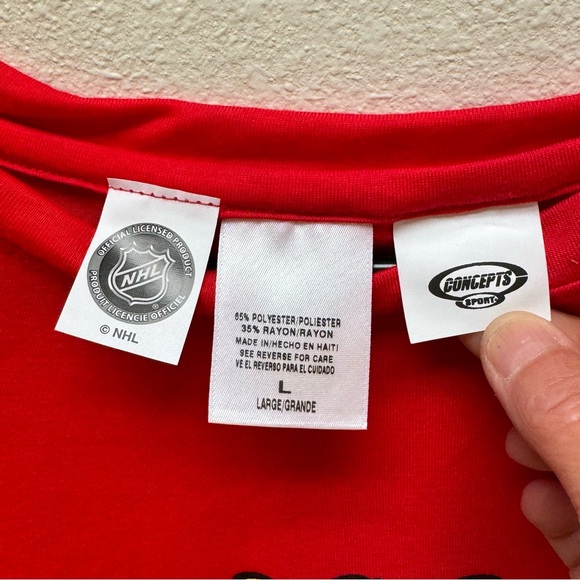 OFFICIAL LICENSED PRODUCT
NHL
PRODUIT LICENCIÉ OFFICIEL
© NHL
65% POLYESTER/POLIESTER
35% RAYON/RAYON
MADE IN/HECHO EN HAITI
SEE REVERSE FOR CARE
VE EL REVERSO PARA EL CUIDADO
L
LARGE/GRANDE
CONCEPTS
SPORT